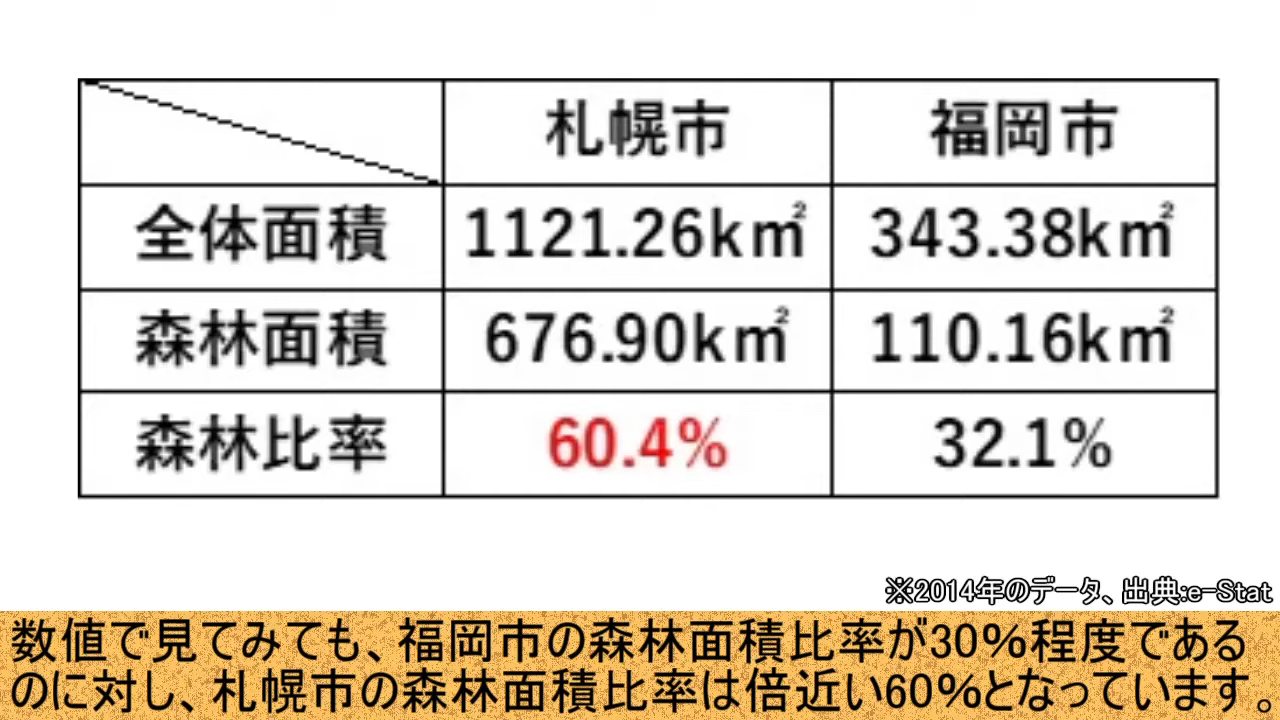 札幌市 福岡市
全体面積 1121.26k㎡ 343.38k㎡
森林面積 676.90k㎡ 110.16k㎡
森林比率 60.4% 32.1%
※2014年のデータ、出典:e-Stat
数値で見てみても、福岡市の森林面積比率が30%程度である
のに対し、札幌市の森林面積比率は倍近い60%となっています。